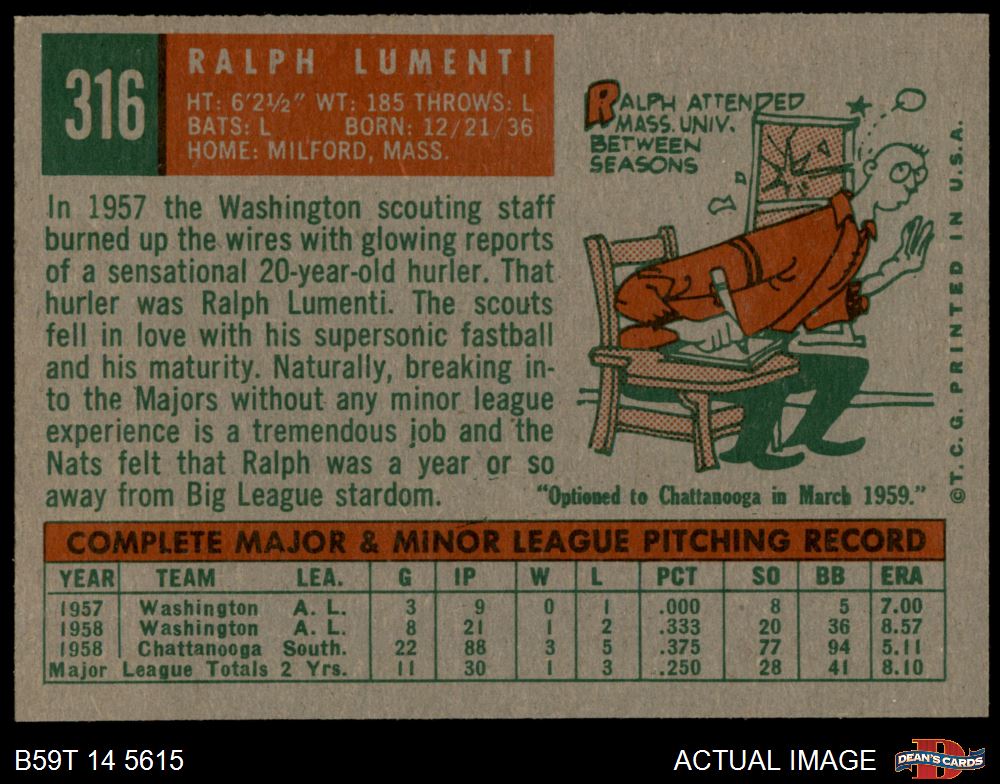 316
RALPH LUMENTI
HT: 6'2½" WT: 185 THROWS: L
BATS: L BORN: 12/21/36
HOME: MILFORD, MASS.
In 1957 the Washington scouting staff
burned up the wires with glowing reports
of a sensational 20-year-old hurler. That
hurler was Ralph Lumenti. The scouts
fell in love with his supersonic fastball
and his maturity. Naturally, breaking in-
to the Majors without any minor league
experience is a tremendous job and the
Nats felt that Ralph was a year or so
away from Big League stardom.
RALPH ATTENDED
MASS. UNIV.
BETWEEN
SEASONS
"Optioned to Chattanooga in March 1959."
© T. C. G. PRINTED IN U.S.A.
COMPLETE MAJOR & MINOR LEAGUE PITCHING RECORD
YEAR TEAM LEA. G IP W L PCT SO BB ERA
1957 Washington A. L. 3 9 0 1 .000 8 5 7.00
1958 Washington A. L. 8 21 1 2 .333 20 36 8.57
1958 Chattanooga South. 22 88 3 5 .375 77 94 5.11
Major League Totals 2 Yrs. 11 30 1 3 .250 28 41 8.10
B59T 14 5615
ACTUAL IMAGE
DEAN'S CARDS